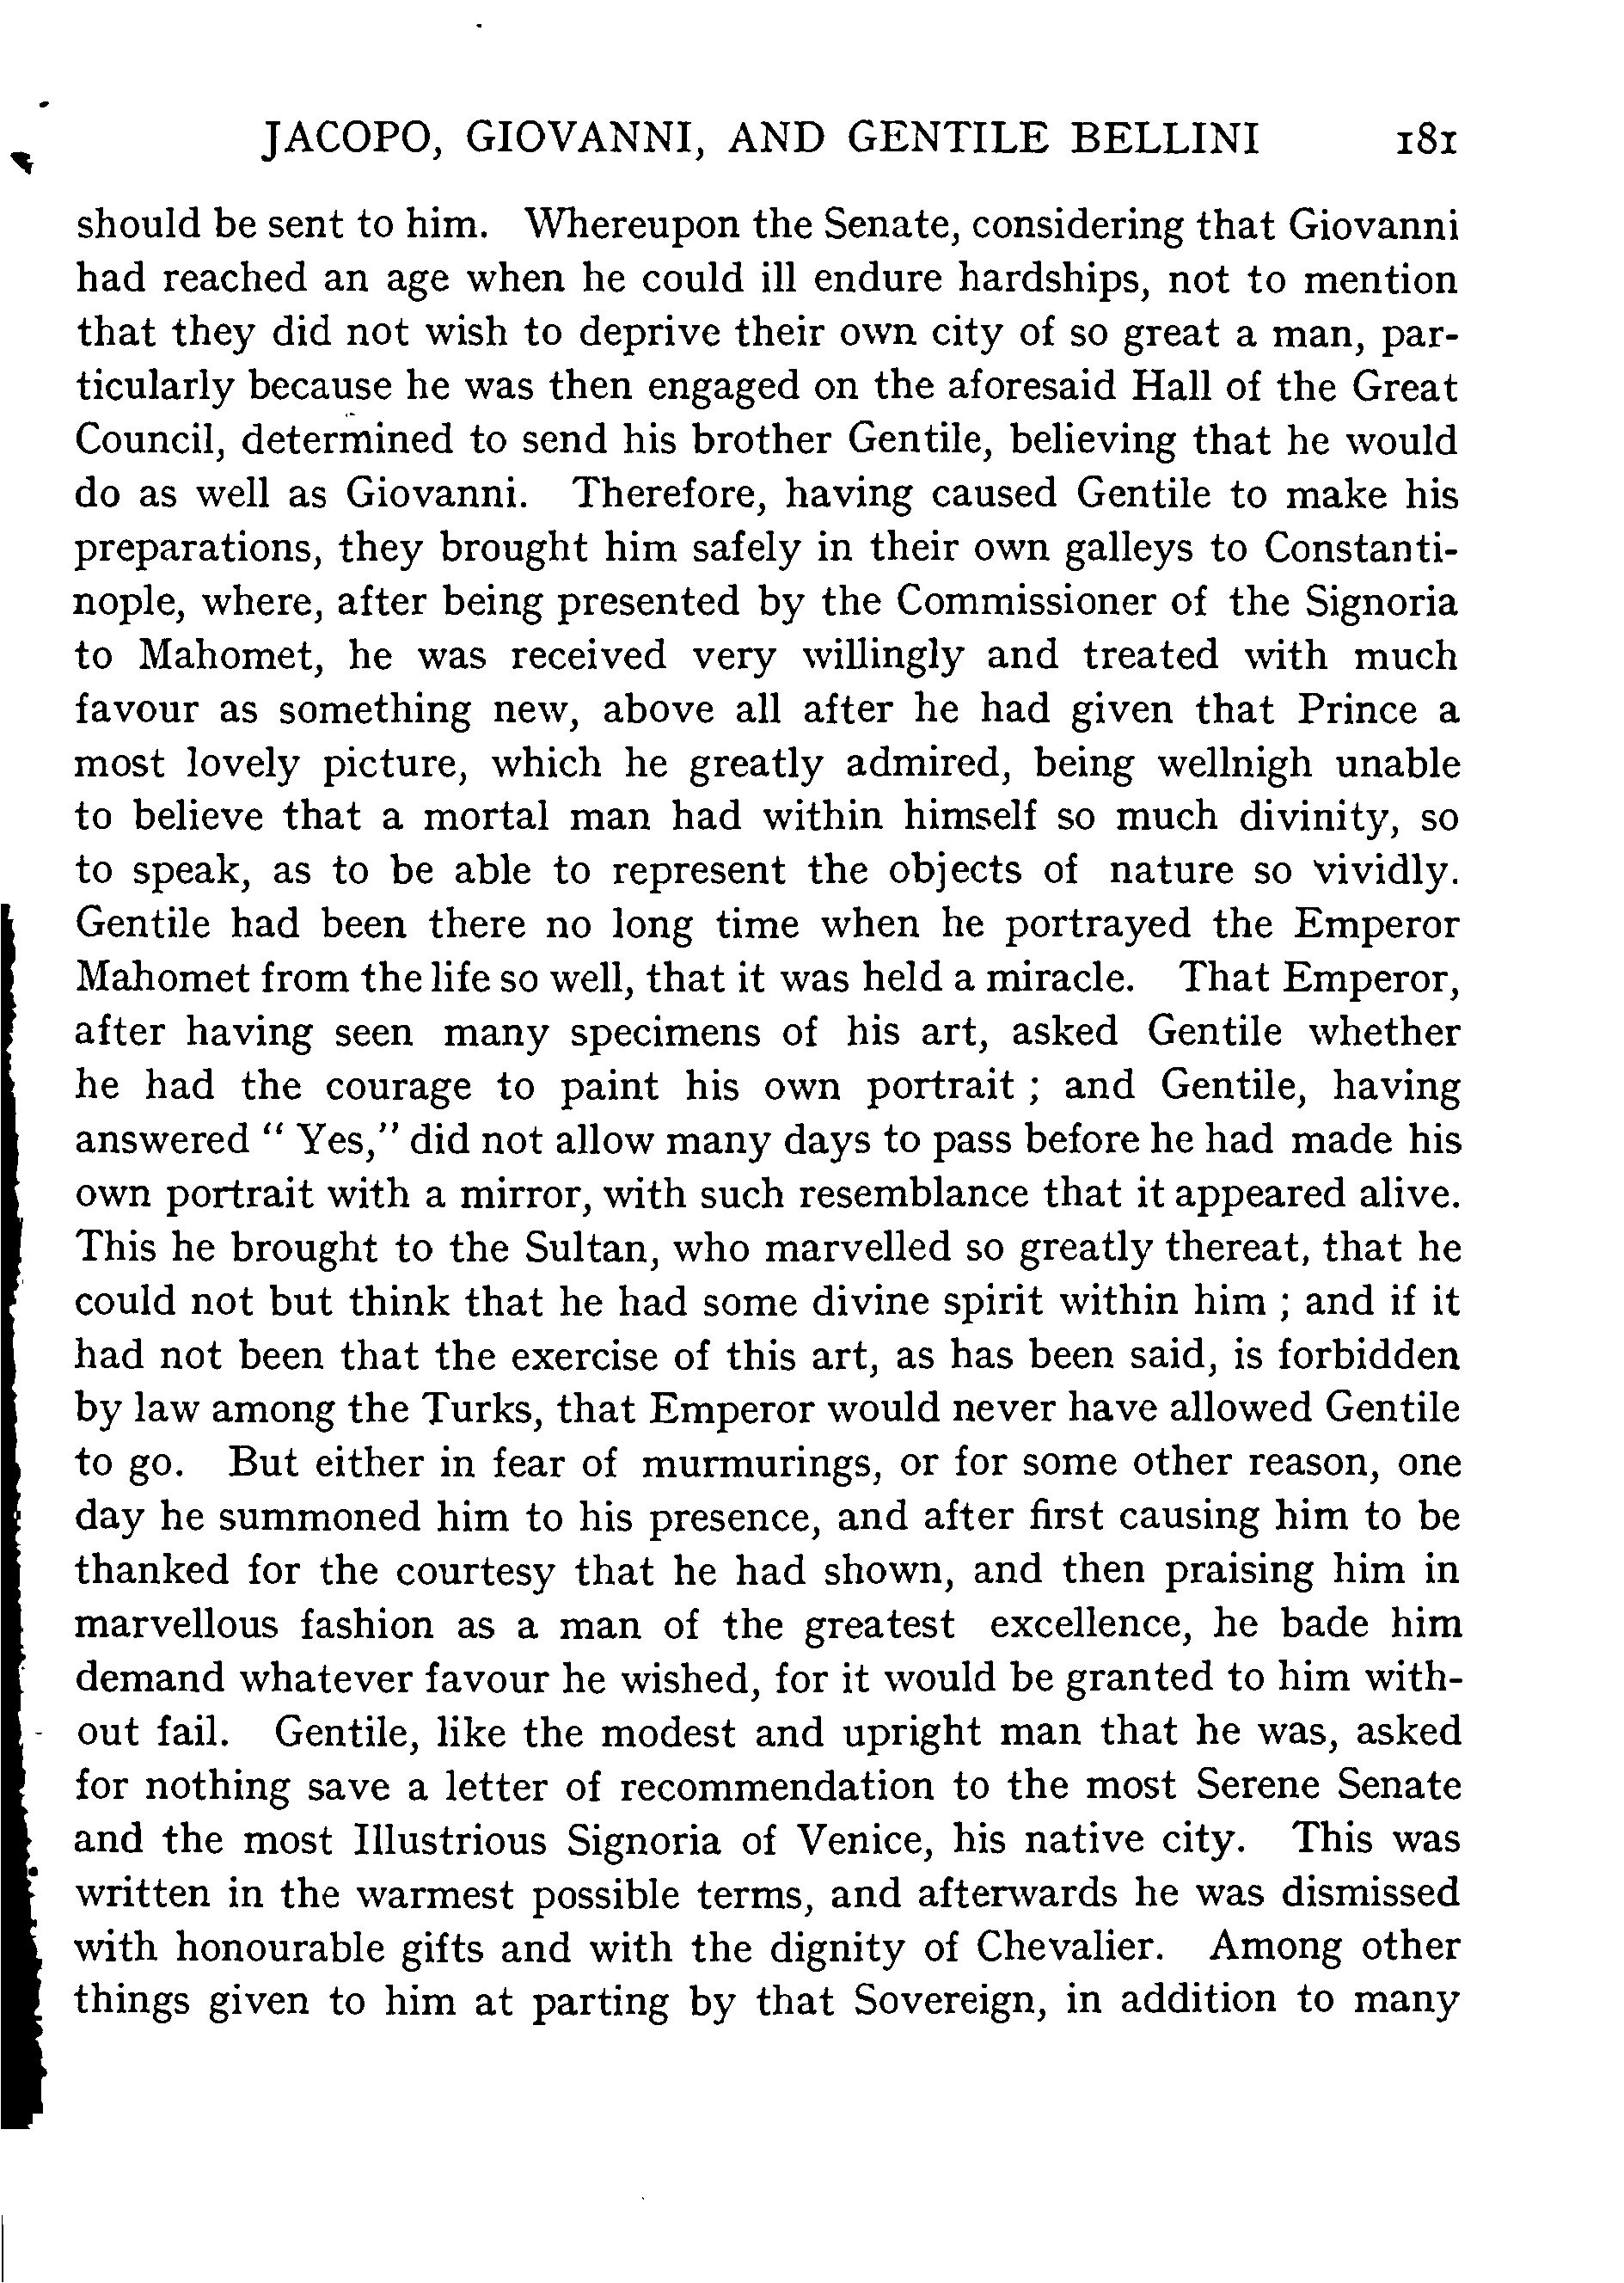 JACOPO, GIOVANNI, AND GENTILE BELLINI 181
should be sent to him. Whereupon the Senate, considering that Giovanni
had reached an age when he could ill endure hardships, not to mention
that they did not wish to deprive their own city of so great a man, par-
ticularly because he was then engaged on the aforesaid Hall of the Great
Council, determined to send his brother Gentile, believing that he would
do as well as Giovanni. Therefore, having caused Gentile to make his
preparations, they brought him safely in their own galleys to Constanti-
nople, where, after being presented by the Commissioner of the Signoria
to Mahomet, he was received very willingly and treated with much
favour as something new, above all after he had given that Prince a
most lovely picture, which he greatly admired, being wellnigh unable
to believe that a mortal man had within himself so much divinity, so
to speak, as to be able to represent the objects of nature so vividly.
Gentile had been there no long time when he portrayed the Emperor
Mahomet from the life so well, that it was held a miracle. That Emperor,
after having seen many specimens of his art, asked Gentile whether
he had the courage to paint his own portrait ; and Gentile, having
answered " Yes," did not allow many days to pass before he had made his
own portrait with a mirror, with such resemblance that it appeared alive.
This he brought to the Sultan, who marvelled so greatly thereat, that he
could not but think that he had some divine spirit within him ; and if it
had not been that the exercise of this art, as has been said, is forbidden
by law among the Turks, that Emperor would never have allowed Gentile
to go. But either in fear of murmurings, or for some other reason, one
day he summoned him to his presence, and after first causing him to be
thanked for the courtesy that he had shown, and then praising him in
marvellous fashion as a man of the greatest excellence, he bade him
demand whatever favour he wished, for it would be granted to him with-
out fail. Gentile, like the modest and upright man that he was, asked
for nothing save a letter of recommendation to the most Serene Senate
and the most Illustrious Signoria of Venice, his native city. This was
written in the warmest possible terms, and afterwards he was dismissed
with honourable gifts and with the dignity of Chevalier. Among other
things given to him at parting by that Sovereign, in addition to many